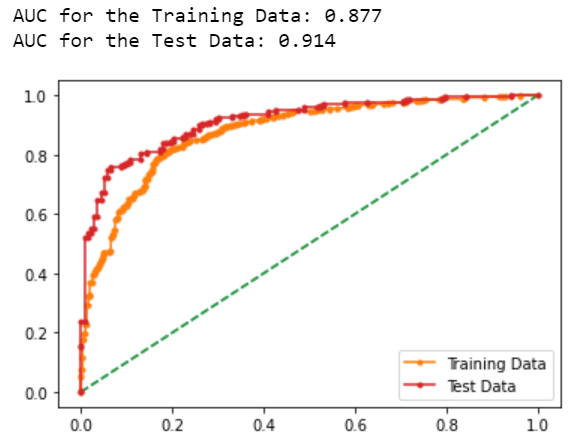 AUC for the Training Data: 0.877
AUC for the Test Data: 0.914
1.0
0.8
0.6
0.4
0.2
0.0
Training Data
Test Data
0.0 0.2 0.4 0.6 0.8 1.0